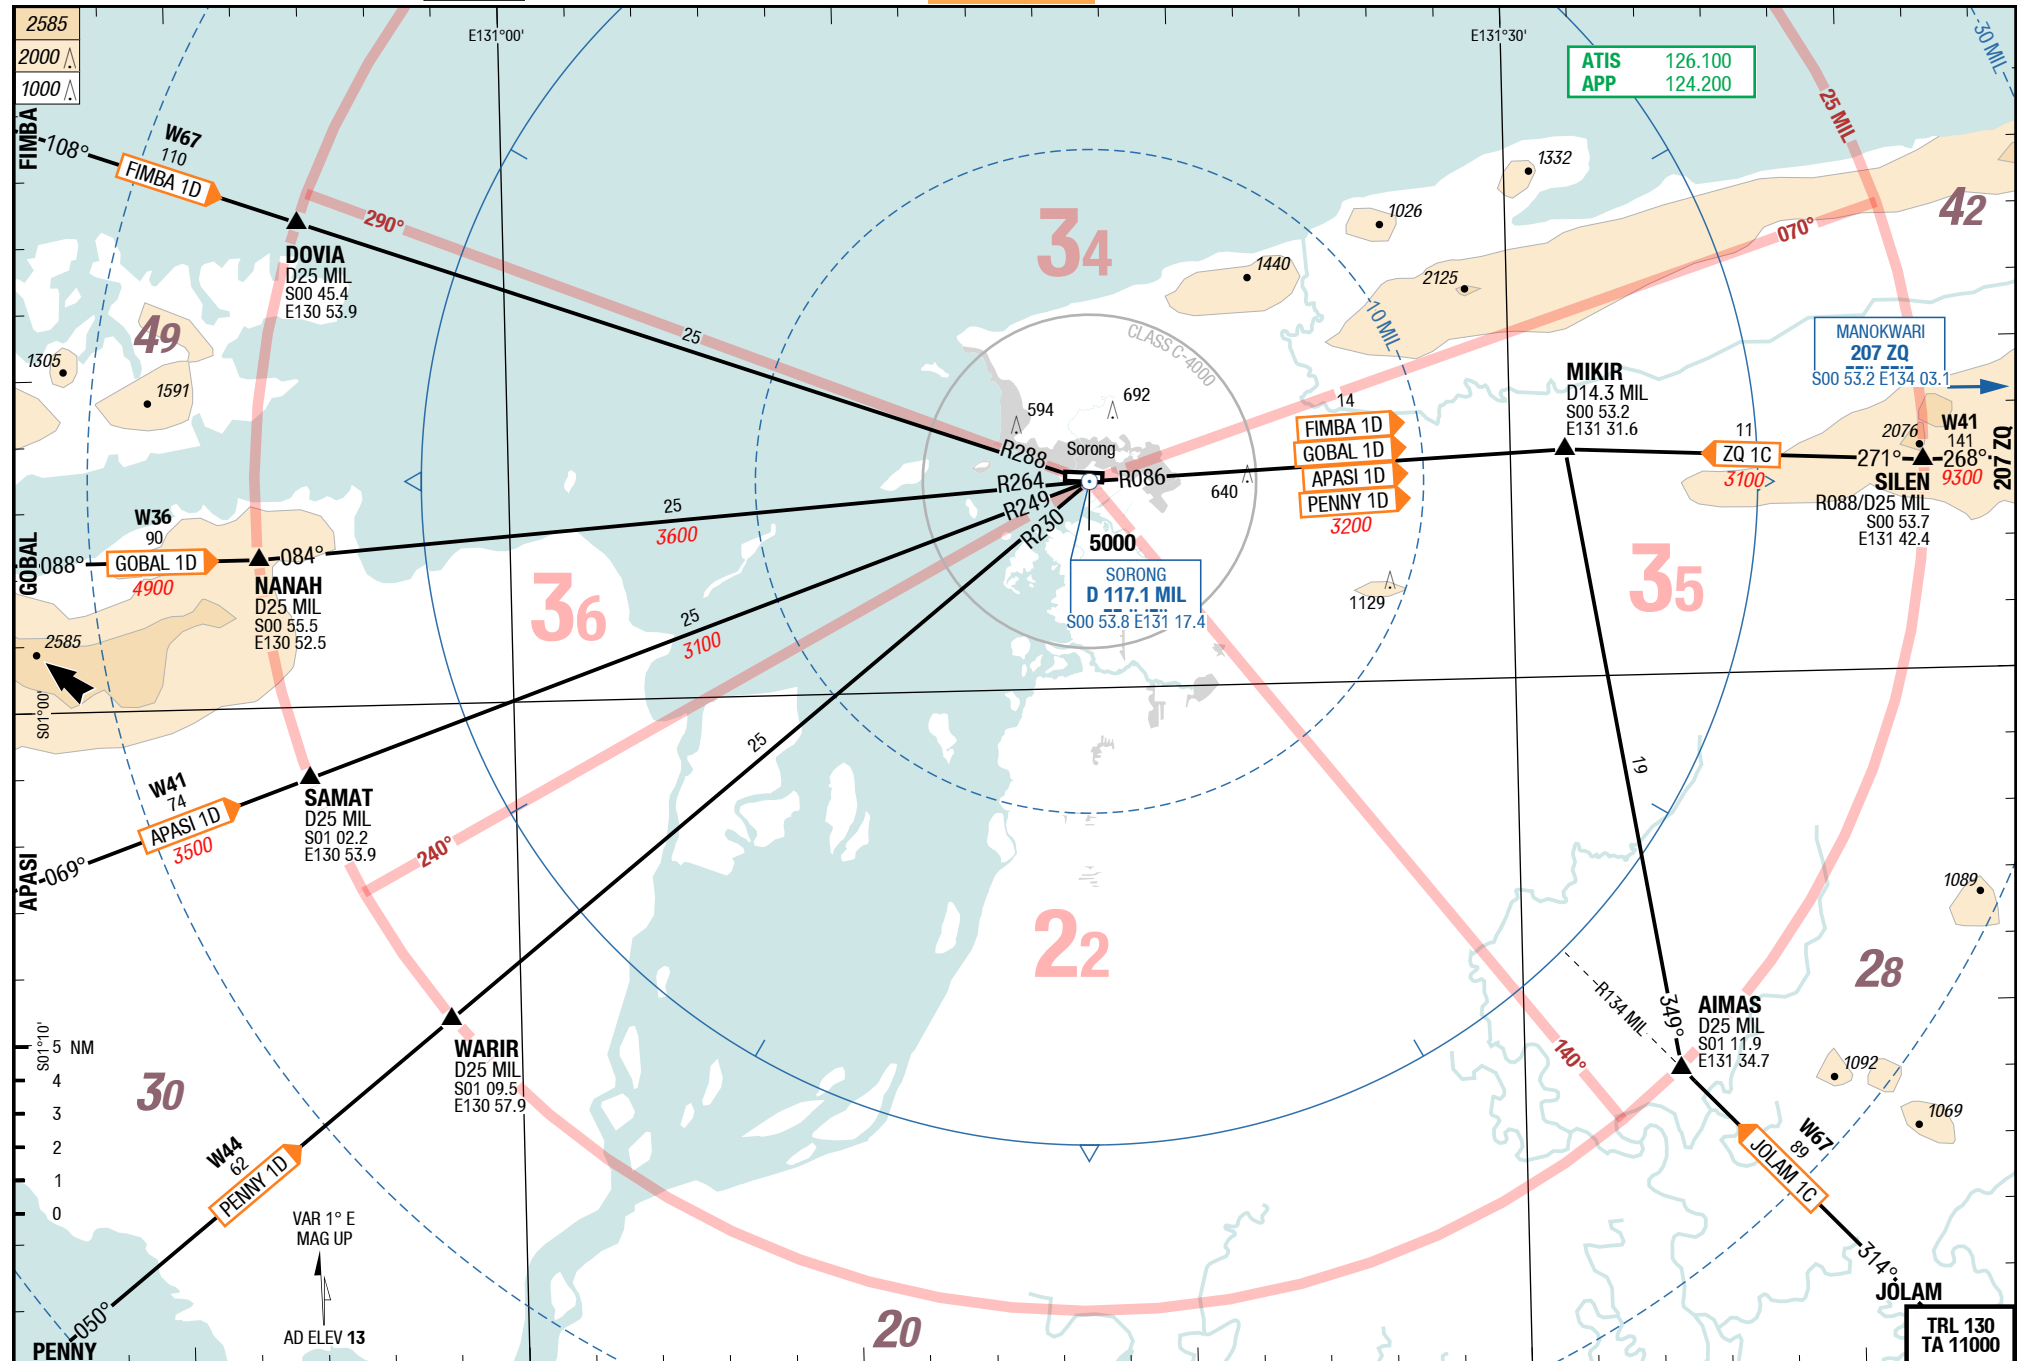 2585
2000
1000
E131°00'
E131°30'
ATIS 126.100
APP 124.200
30 MIL
25 MIL
FIMBA
108°
W67
110
FIMBA 1D
290°
DOVIA
D25 MIL
S00 45.4
E130 53.9
25
34
1332
1026
1440
2125
070°
42
10 MIL
CLASS C-4000
49
1305
1591
MANOKWARI
207 ZQ
S00 53.2 E134 03.1
MIKIR
D14.3 MIL
S00 53.2
E131 31.6
594
692
Sorong
640
R288
R264
R249
R230
R086
14
FIMBA 1D
GOBAL 1D
APASI 1D
PENNY 1D
3200
11
ZQ 1C
3100
2076
W41
141
271°
268°
9300
207 ZQ
SILEN
R088/D25 MIL
S00 53.7
E131 42.4
GOBAL
088°
W36
90
GOBAL 1D
4900
084°
NANAH
D25 MIL
S00 55.5
E130 52.5
25
3600
36
25
3100
5000
SORONG
D 117.1 MIL
S00 53.8 E131 17.4
1129
35
2585
S01°00'
APASI
069°
W41
74
APASI 1D
3500
SAMAT
D25 MIL
S01 02.2
E130 53.9
240°
25
19
22
1089
28
R134 MIL
349°
AIMAS
D25 MIL
S01 11.9
E131 34.7
140°
1092
1069
S01°10'
5 NM
4
3
2
1
0
30
WARIR
D25 MIL
S01 09.5
E130 57.9
W44
62
PENNY 1D
050°
PENNY
VAR 1° E
MAG UP
AD ELEV 13
20
W67
89
JOLAM 1C
314°
JOLAM
TRL 130
TA 11000